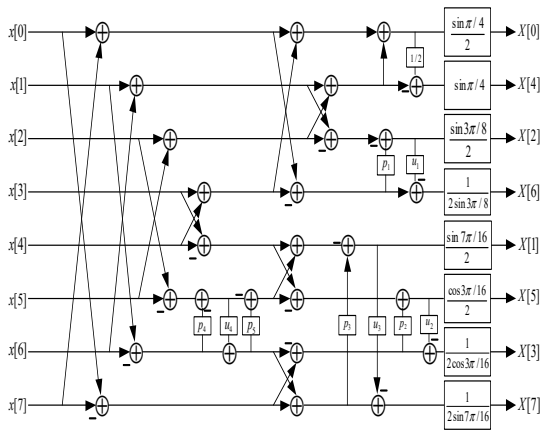 x[0] sinπ/4 / 2 X[0]
1/2
x[1] sinπ/4 X[4]
x[2] sin3π/8 / 2 X[2]
p₁ u₁
x[3] 1 / 2sin3π/8 X[6]
x[4] sin7π/16 / 2 X[1]
x[5] cos3π/16 / 2 X[5]
p₄ u₄ p₅ p₃ u₃ p₂ u₂
x[6] 1 / 2cos3π/16 X[3]
x[7] 1 / 2sin7π/16 X[7]